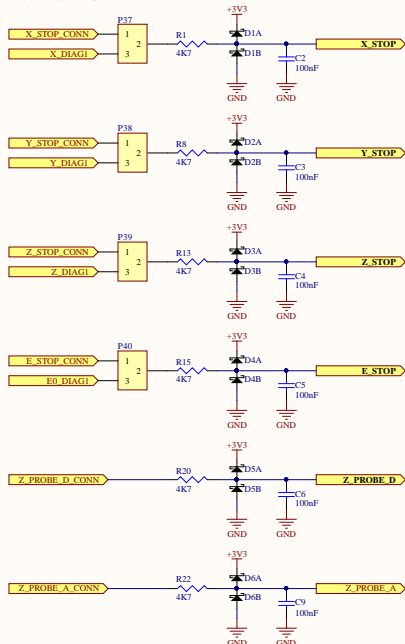 P37
+3V3
X_STOP_CONN
1
2
R1
4K7
D1A
X_STOP
X_DIAG1
3
D1B
C2
100nF
GND
GND
P38
+3V3
Y_STOP_CONN
1
2
R8
4K7
D2A
Y_STOP
Y_DIAG1
3
D2B
C3
100nF
GND
GND
P39
+3V3
Z_STOP_CONN
1
2
R13
4K7
D3A
Z_STOP
Z_DIAG1
3
D3B
C4
100nF
GND
GND
P40
+3V3
E_STOP_CONN
1
2
R15
4K7
D4A
E_STOP
E0_DIAG1
3
D4B
C5
100nF
GND
GND
+3V3
Z_PROBE_D_CONN
R20
4K7
D5A
Z_PROBE_D
D5B
C6
100nF
GND
GND
+3V3
Z_PROBE_A_CONN
R22
4K7
D6A
Z_PROBE_A
D6B
C9
100nF
GND
GND